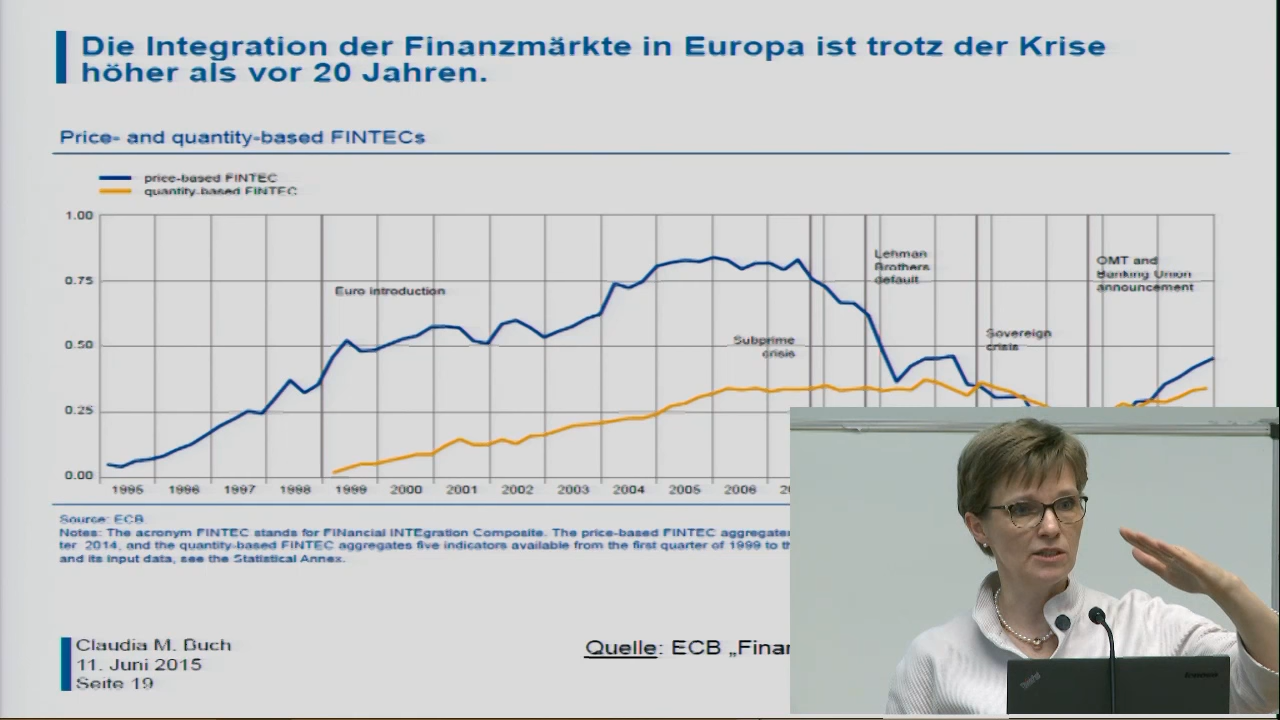 Die Integration der Finanzmärkte in Europa ist trotz der Krise
höher als vor 20 Jahren.
Price- and quantity-based FINTECs
price-based FINTEC
quantity-based FINTEC
1.00
0.75
0.50
0.25
0.00
Euro introduction
Subprime
crisis
Lehman
Brothers
default
Sovereign
crisis
OMT and
Banking Union
announcement
1995 1996 1997 1998 1999 2000 2001 2002 2003 2004 2005 2006
Source: ECB
Notes: The acronym FINTEC stands for FINancial INTEgration Composite. The price-based FINTEC aggregates
ter 2014, and the quantity-based FINTEC aggregates five indicators available from the first quarter of 1999 to
and its input data, see the Statistical Annex.
Claudia M. Buch
11. Juni 2015
Seite 19
Quelle: ECB „Finan
ThinkPad